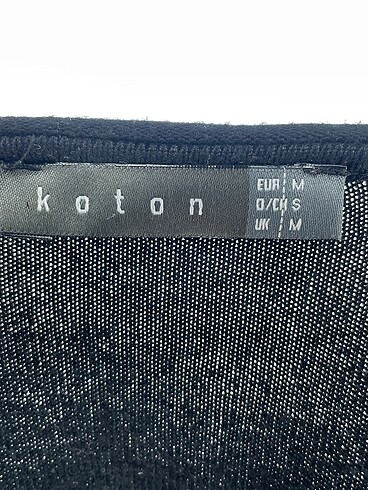 koton
EUR M
D/CH S
UK M